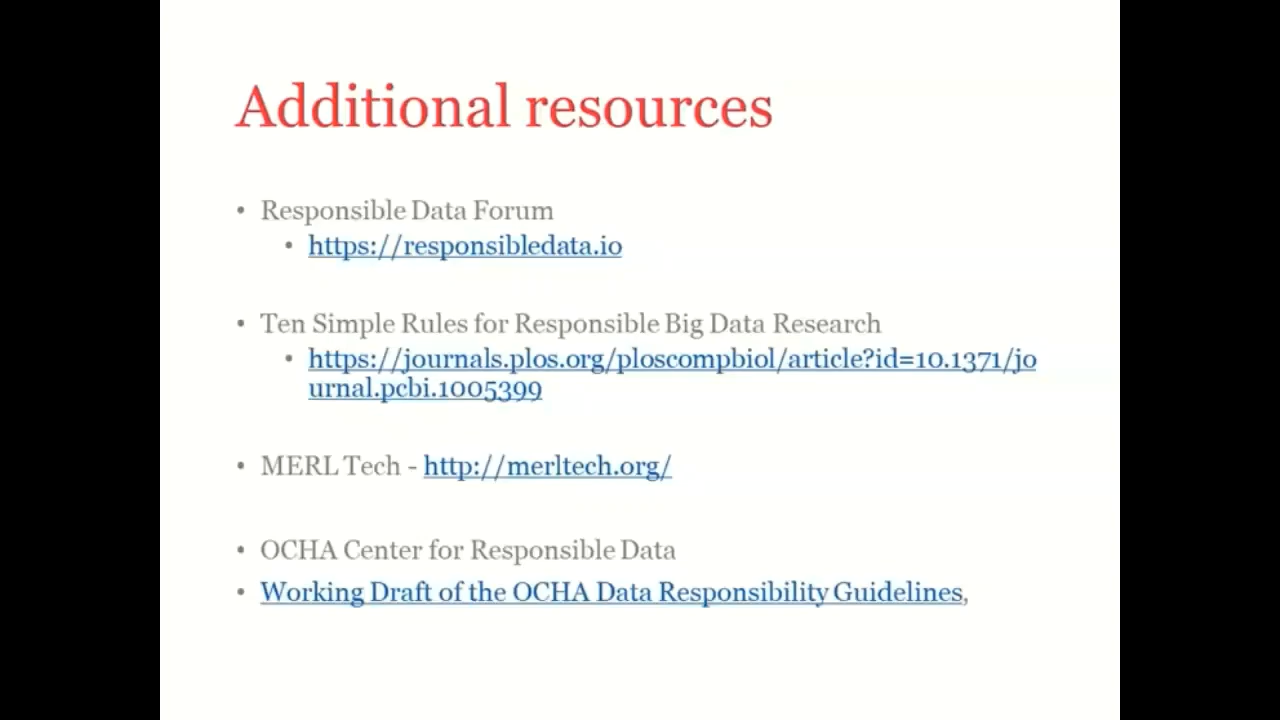 Additional resources
• Responsible Data Forum
• https://responsibledata.io
• Ten Simple Rules for Responsible Big Data Research
• https://journals.plos.org/ploscompbiol/article?id=10.1371/jo
urnal.pcbi.1005399
• MERL Tech - http://merltech.org/
• OCHA Center for Responsible Data
• Working Draft of the OCHA Data Responsibility Guidelines,